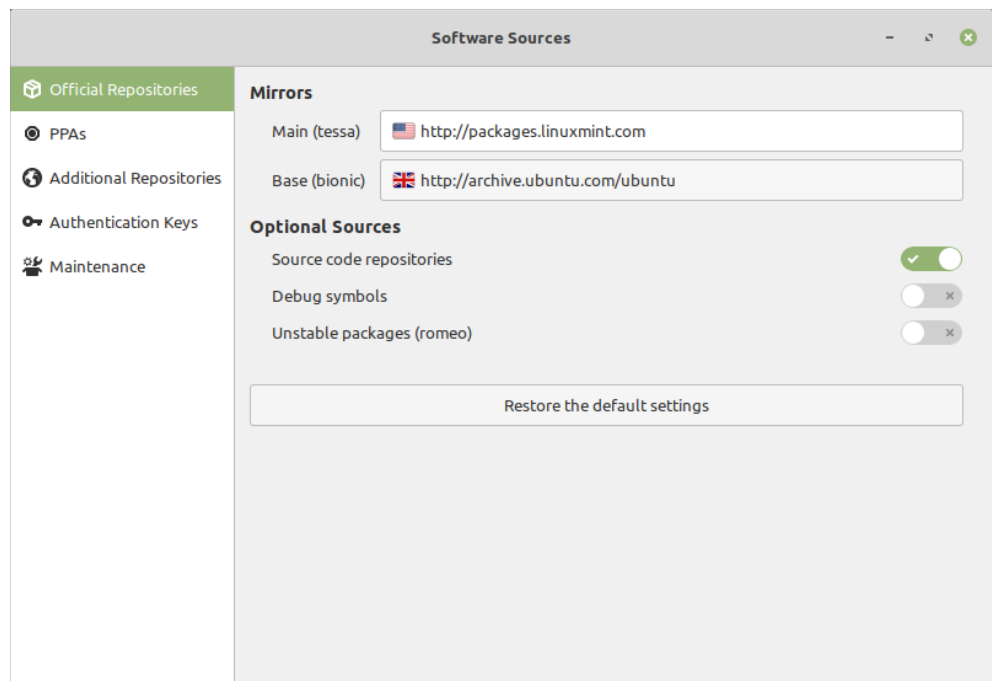 Software Sources
Official Repositories
PPAs
Additional Repositories
Authentication Keys
Maintenance
Mirrors
Main (tessa) http://packages.linuxmint.com
Base (bionic) http://archive.ubuntu.com/ubuntu
Optional Sources
Source code repositories
Debug symbols
Unstable packages (romeo)
Restore the default settings